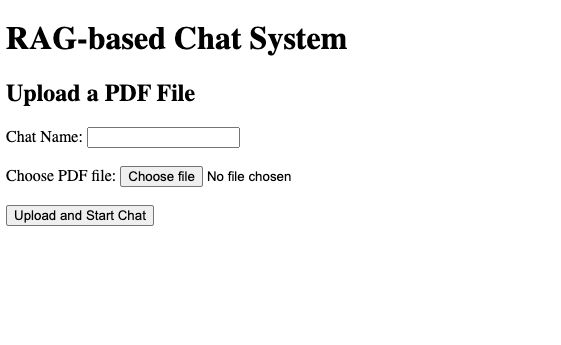 RAG-based Chat System
Upload a PDF File
Chat Name:
Choose PDF file: Choose file No file chosen
Upload and Start Chat